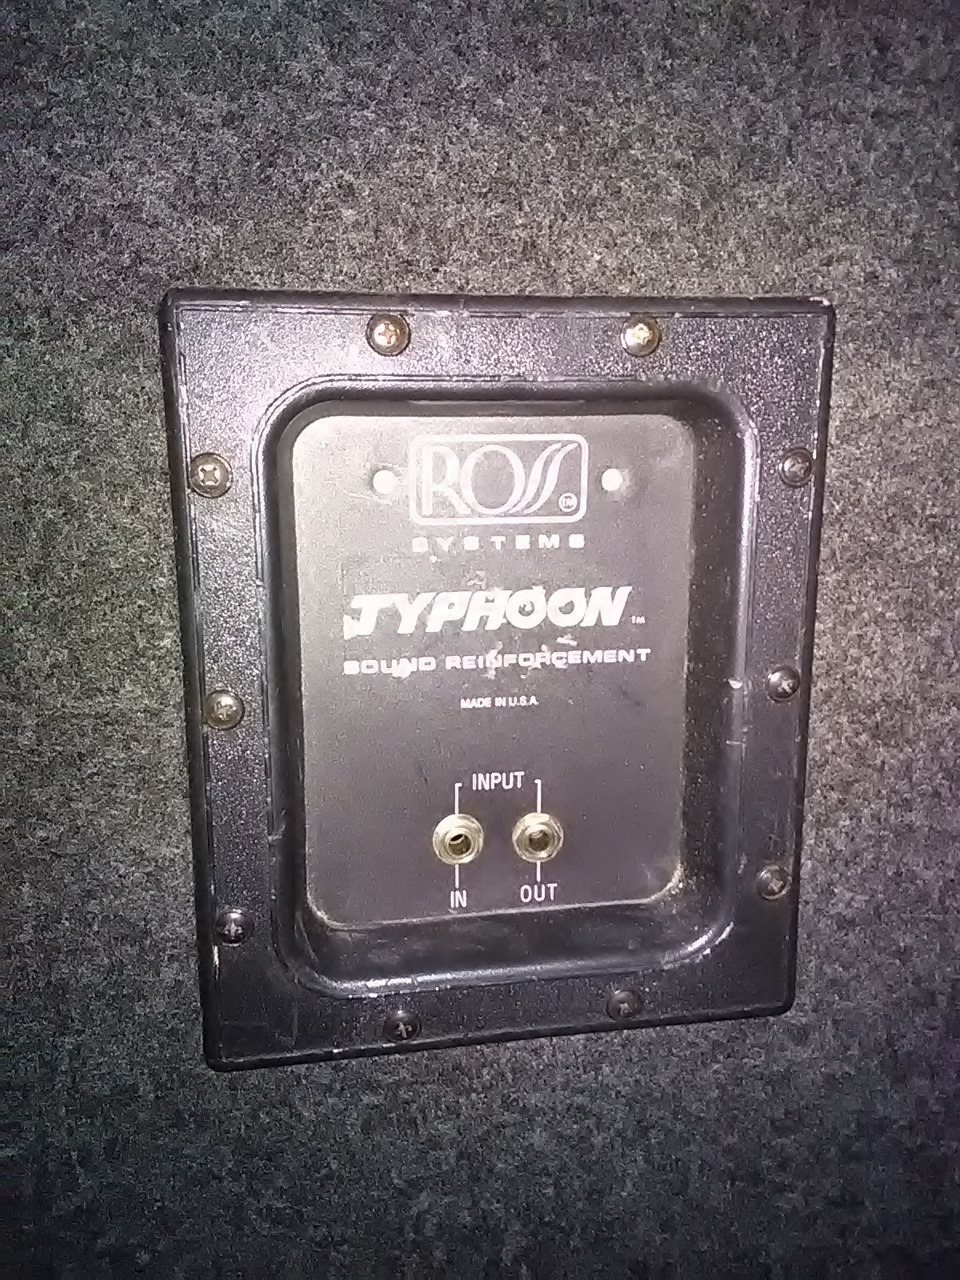 ROSS TM
SYSTEMS
TYPHOON TM
SOUND REINFORCEMENT
MADE IN U.S.A.
INPUT
IN OUT